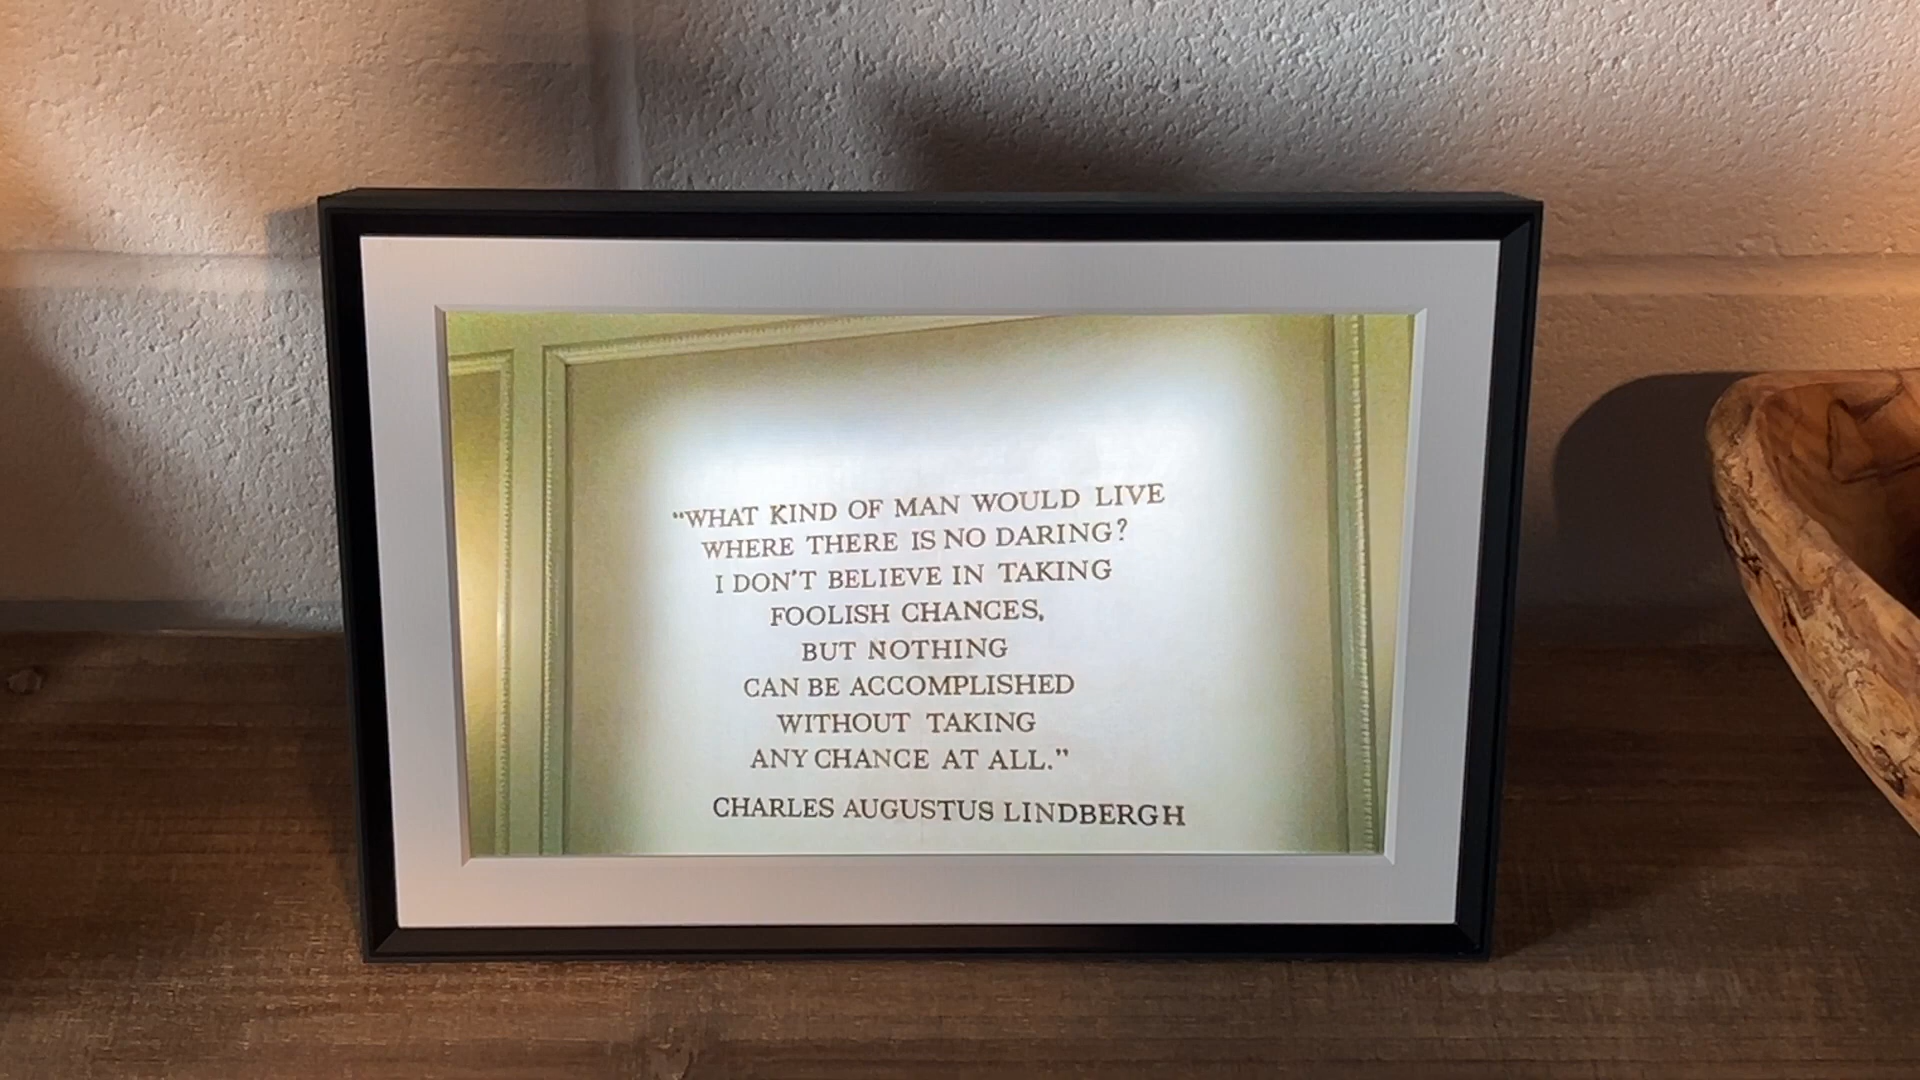 “WHAT KIND OF MAN WOULD LIVE
WHERE THERE IS NO DARING?
I DON’T BELIEVE IN TAKING
FOOLISH CHANCES,
BUT NOTHING
CAN BE ACCOMPLISHED
WITHOUT TAKING
ANY CHANCE AT ALL.”
CHARLES AUGUSTUS LINDBERGH